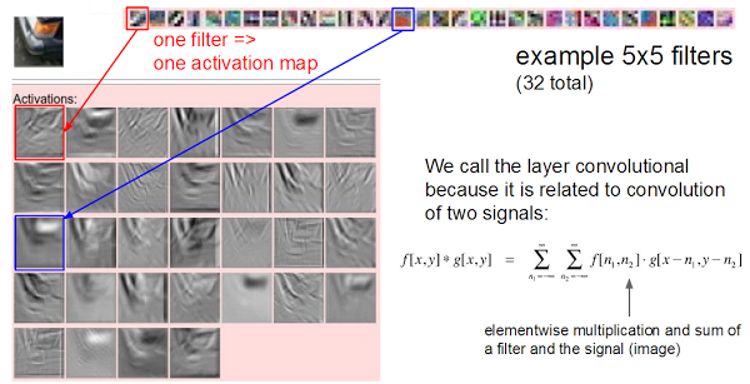 one filter =>
one activation map
example 5x5 filters
(32 total)
Activations:
We call the layer convolutional
because it is related to convolution
of two signals:
f[x,y] * g[x,y] = ∑ ∑ f[n₁,n₂]·g[x−n₁,y−n₂]
n₁=−∞ n₂=−∞
elementwise multiplication and sum of
a filter and the signal (image)